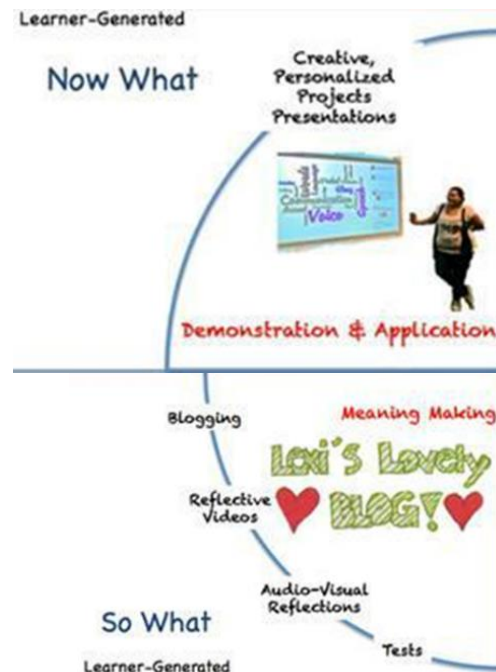 Learner-Generated
Now What
Creative,
Personalized
Projects
Presentations
Communication
Voice
Demonstration & Application
Blogging
Meaning Making
Lexi's Lovely
BLOG!
Reflective
Videos
Audio-Visual
Reflections
So What
Tests
Learner-Generated